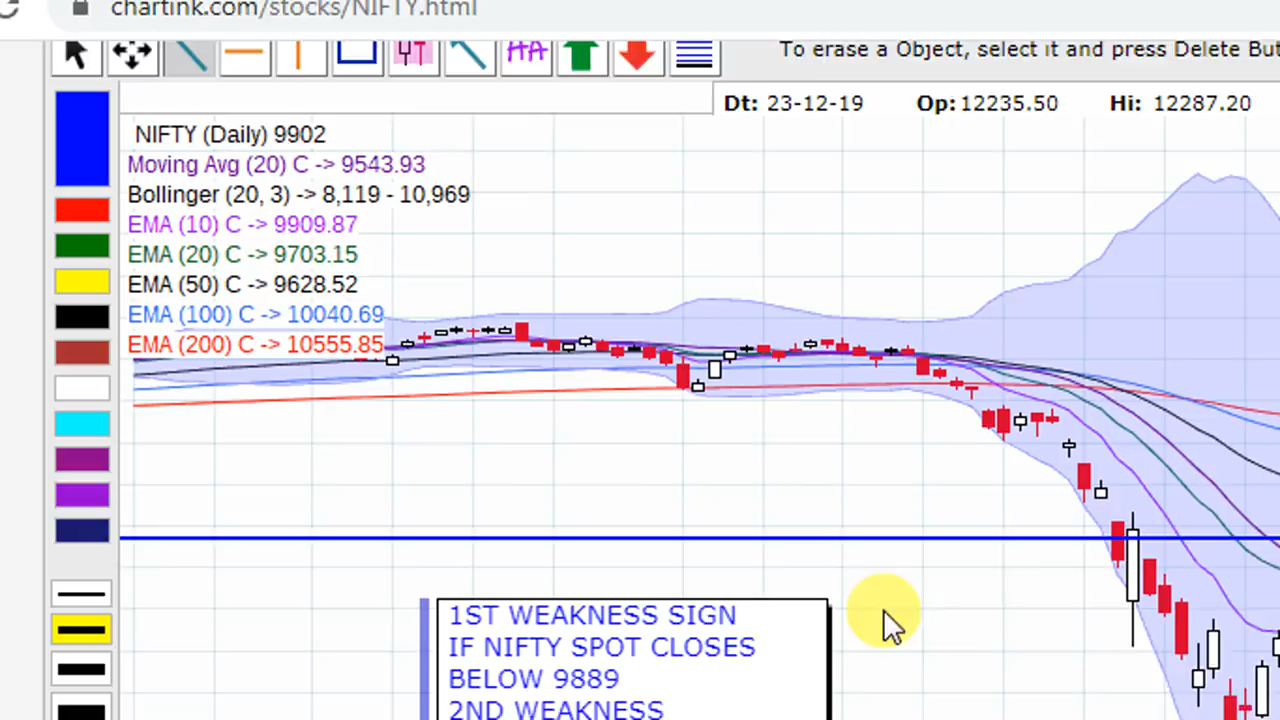 chartink.com/stocks/NIFTY.html
To erase a Object, select it and press Delete But
Dt: 23-12-19 Op: 12235.50 Hi: 12287.20
NIFTY (Daily) 9902
Moving Avg (20) C -> 9543.93
Bollinger (20, 3) -> 8,119 - 10,969
EMA (10) C -> 9909.87
EMA (20) C -> 9703.15
EMA (50) C -> 9628.52
EMA (100) C -> 10040.69
EMA (200) C -> 10555.85
1ST WEAKNESS SIGN
IF NIFTY SPOT CLOSES
BELOW 9889
2ND WEAKNESS